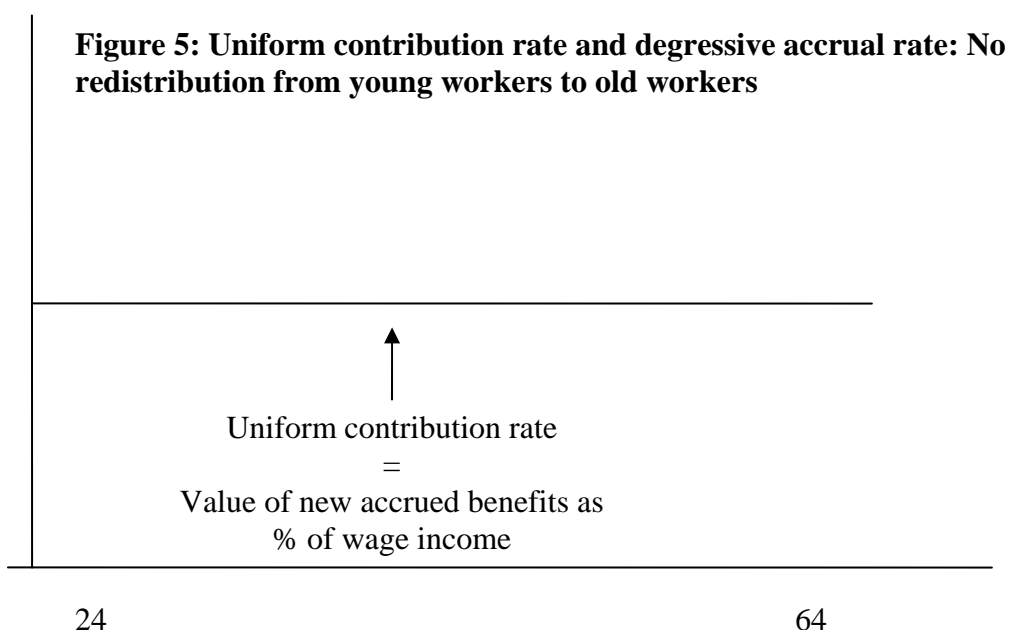 Figure 5: Uniform contribution rate and degressive accrual rate: No
redistribution from young workers to old workers
Uniform contribution rate
=
Value of new accrued benefits as
% of wage income
24 64